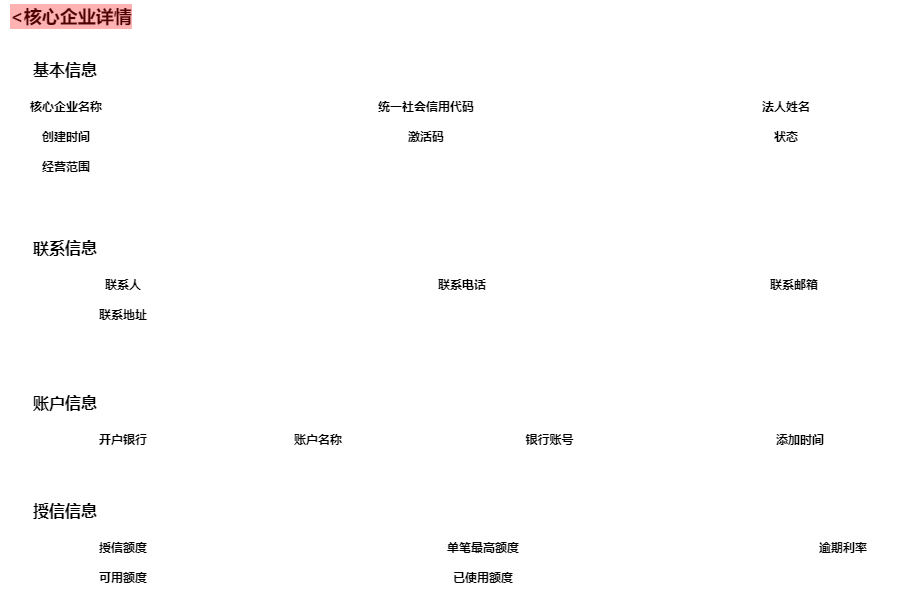 <核心企业详情
基本信息
核心企业名称 统一社会信用代码 法人姓名
创建时间 激活码 状态
经营范围
联系信息
联系人 联系电话 联系邮箱
联系地址
账户信息
开户银行 账户名称 银行账号 添加时间
授信信息
授信额度 单笔最高额度 逾期利率
可用额度 已使用额度